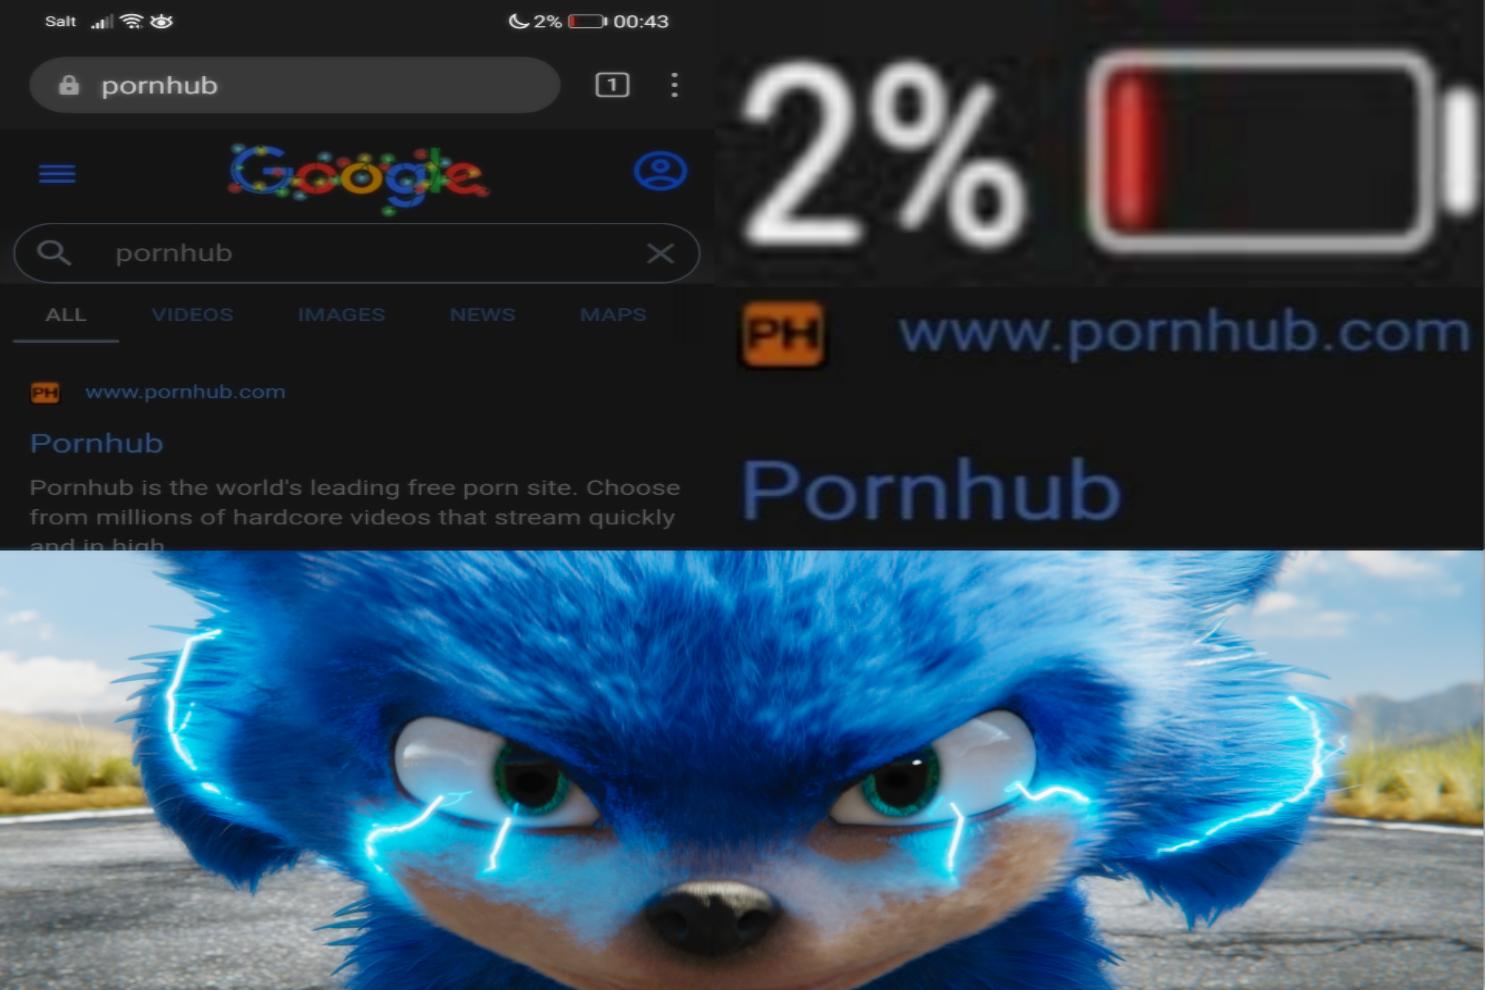 Salt 2% 00:43
pornhub 1
Google
pornhub
ALL VIDEOS IMAGES NEWS MAPS
PH www.pornhub.com
Pornhub
Pornhub is the world's leading free porn site. Choose
from millions of hardcore videos that stream quickly
and in high
2%
PH www.pornhub.com
Pornhub